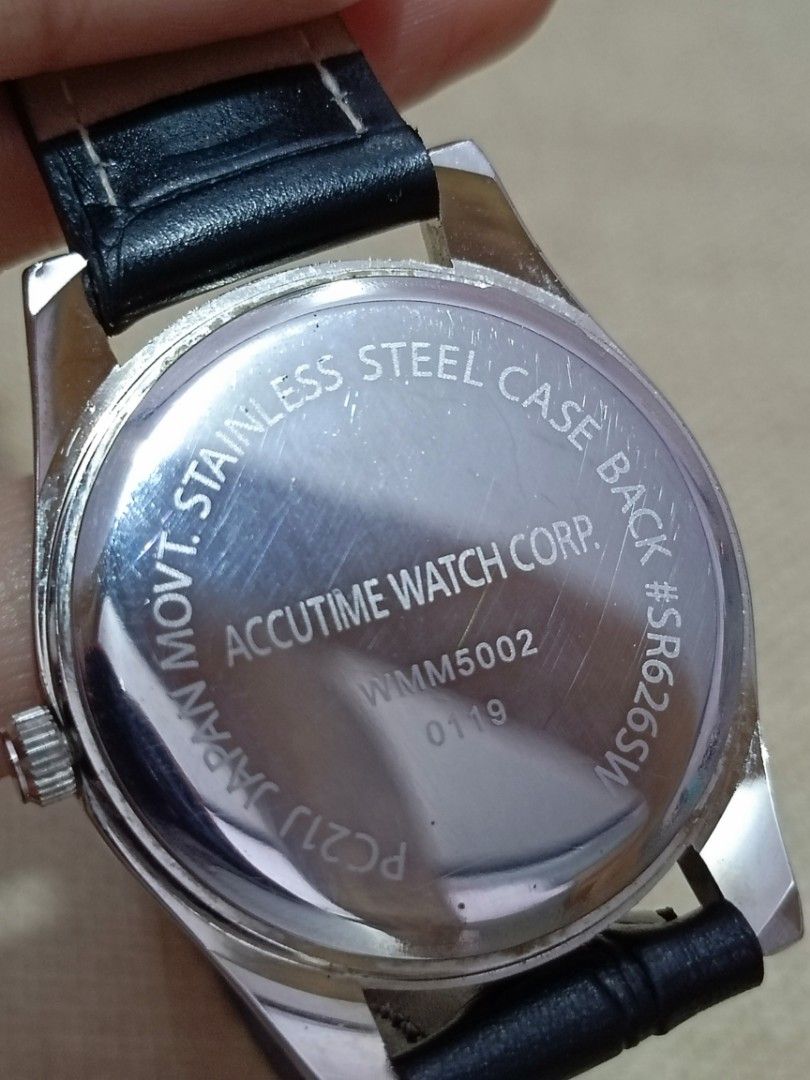 PC21J JAPAN MOVT. STAINLESS STEEL CASE BACK #SR626SW
ACCUTIME WATCH CORP.
WMM5002
0119